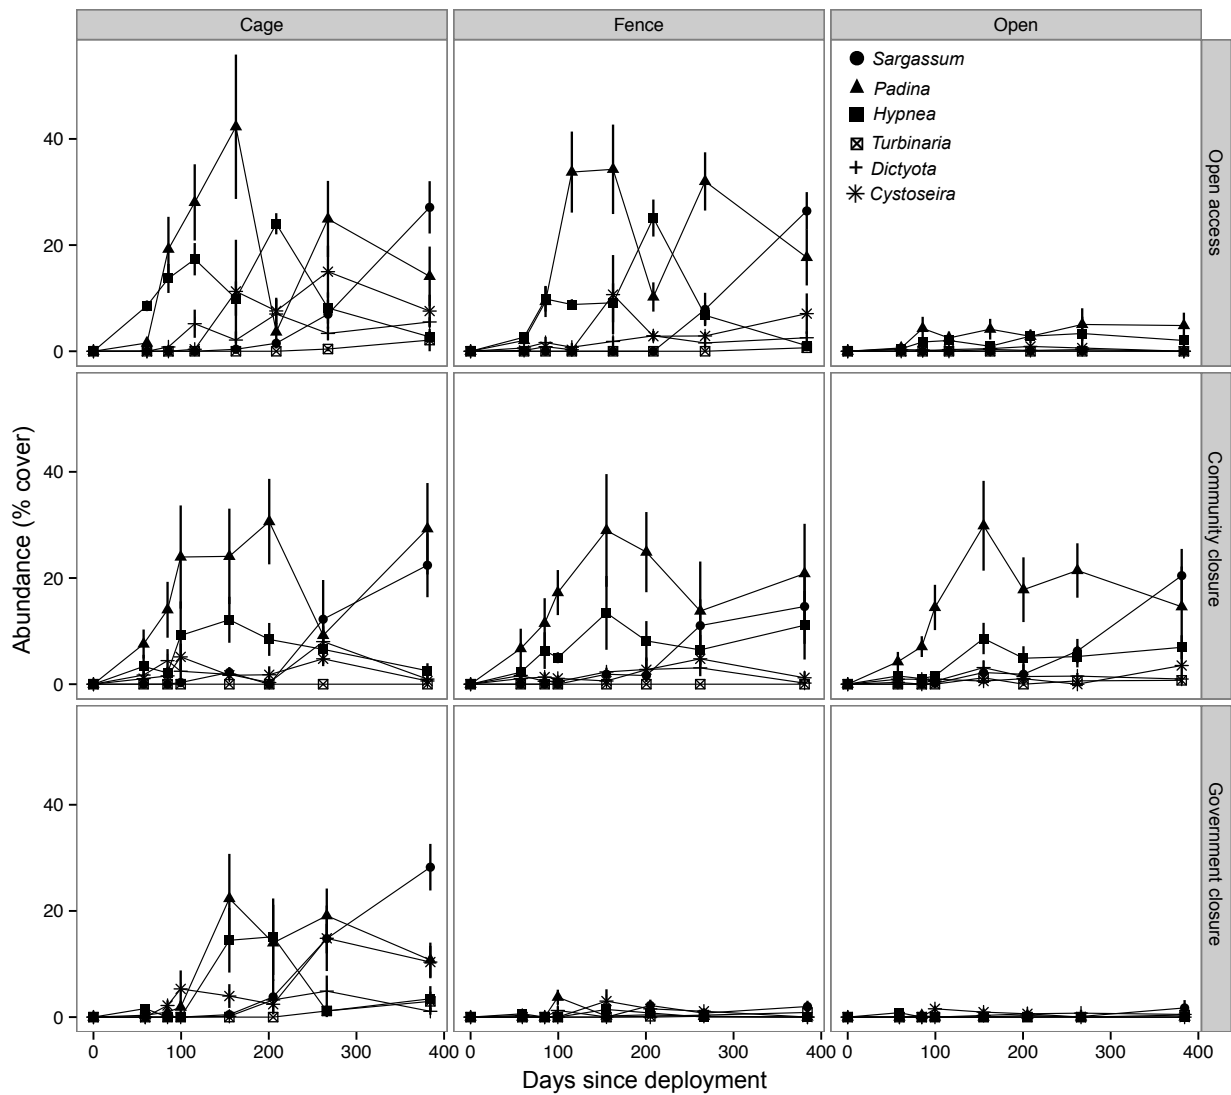 Cage
Fence
Open
Sargassum
Padina
Hypnea
Turbinaria
Dictyota
Cystoseira
Open access
40
20
0
Community closure
40
20
0
Government closure
40
20
0
Abundance (% cover)
0 100 200 300 400 0 100 200 300 400 0 100 200 300 400
Days since deployment